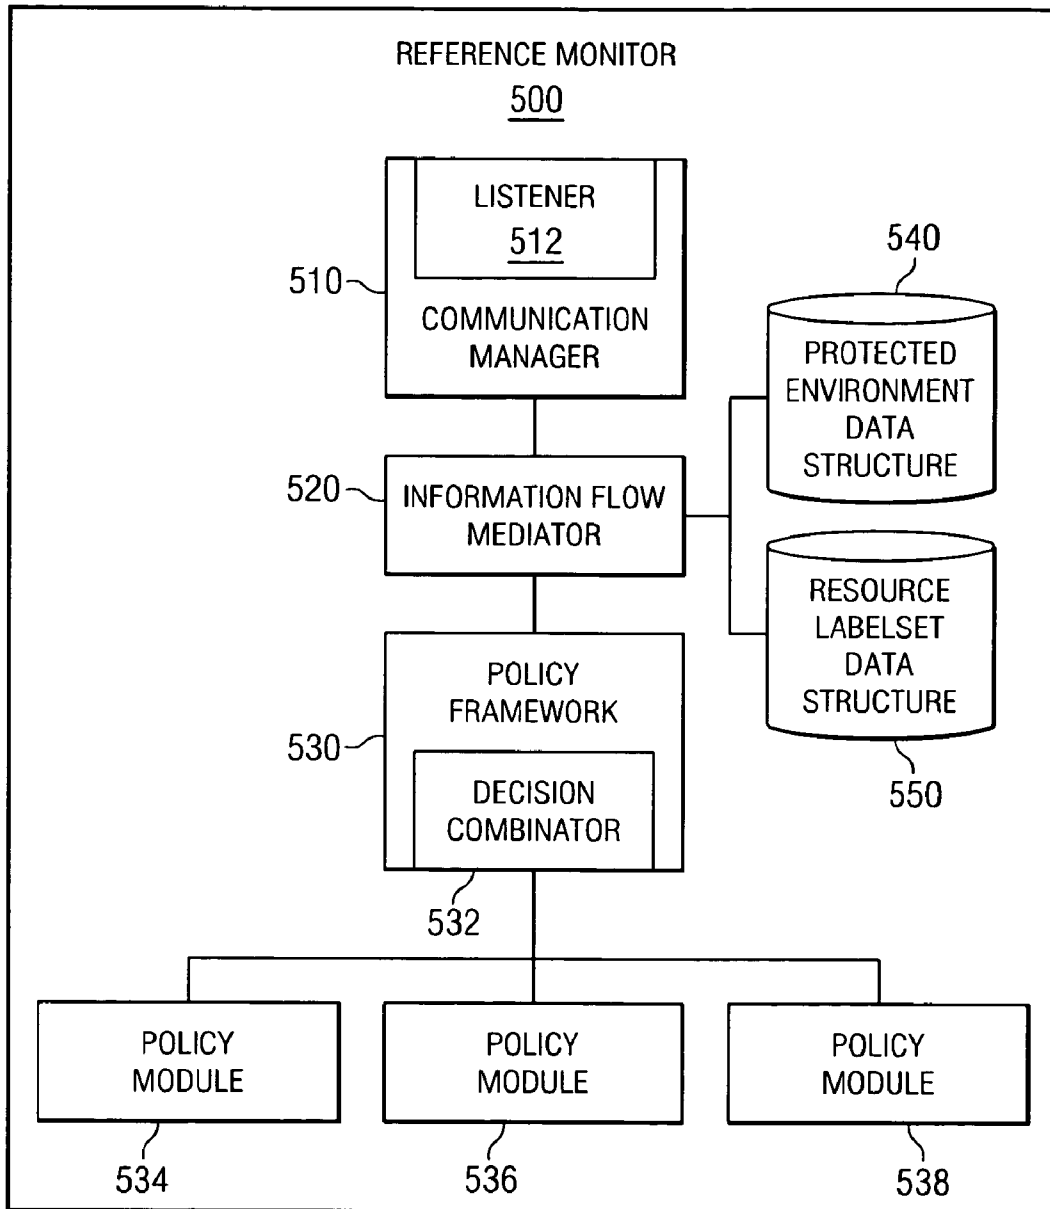 REFERENCE MONITOR
500
LISTENER
512
510
COMMUNICATION
MANAGER
540
PROTECTED
ENVIRONMENT
DATA
STRUCTURE
520
INFORMATION FLOW
MEDIATOR
RESOURCE
LABELSET
DATA
STRUCTURE
550
POLICY
FRAMEWORK
530
DECISION
COMBINATOR
532
POLICY
MODULE
534
POLICY
MODULE
536
POLICY
MODULE
538